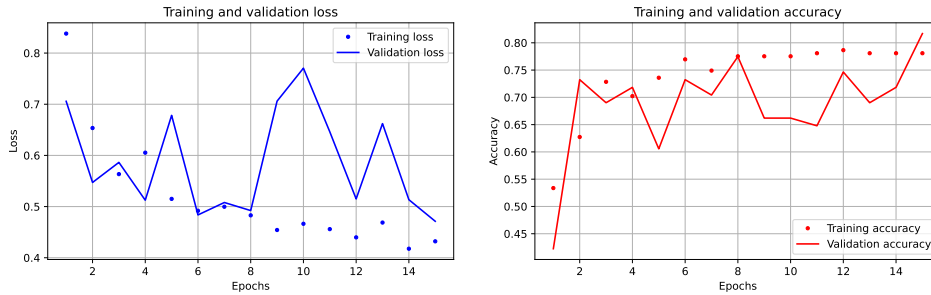 Training and validation loss
Training loss
Validation loss
0.8
0.7
0.6
0.5
0.4
Loss
2 4 6 8 10 12 14
Epochs
Training and validation accuracy
0.80
0.75
0.70
0.65
0.60
0.55
0.50
0.45
Accuracy
Training accuracy
Validation accuracy
2 4 6 8 10 12 14
Epochs